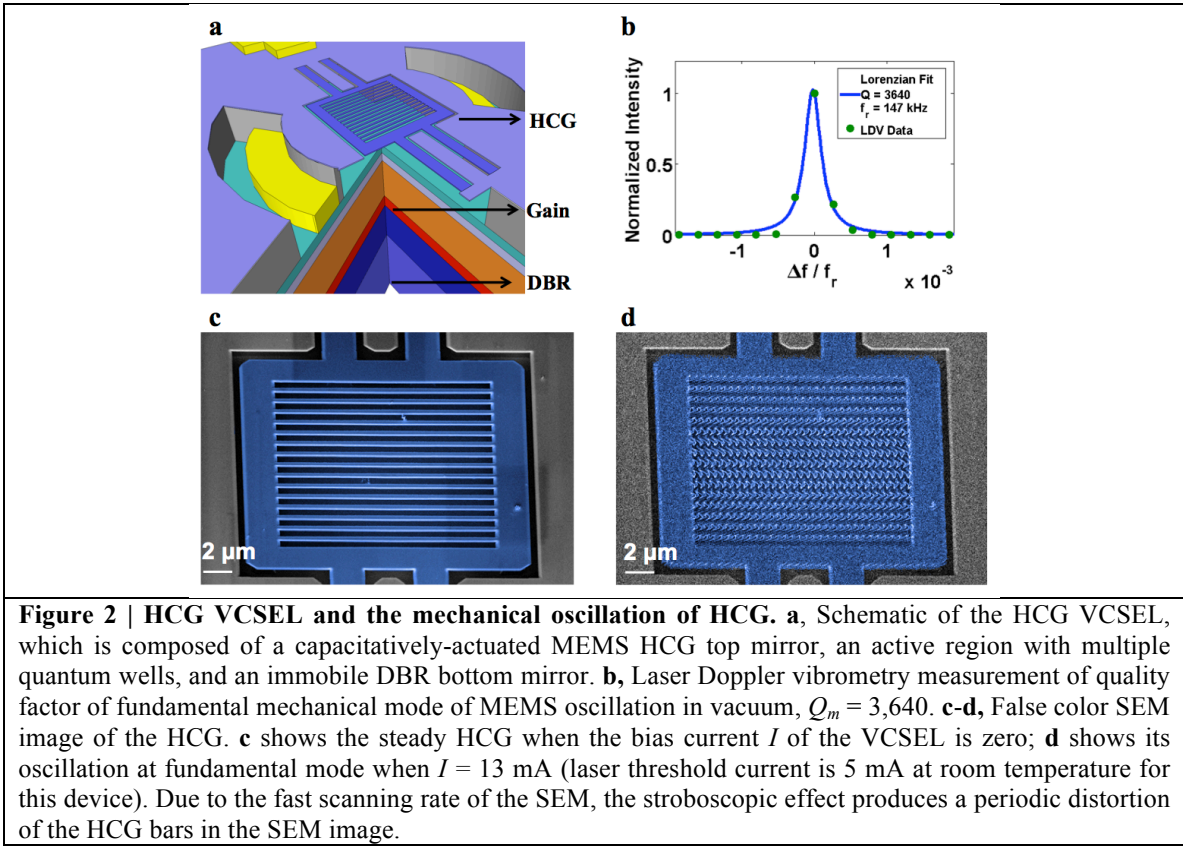 a
HCG
Gain
DBR
b
Normalized Intensity
1
0.5
0
Lorenzian Fit
Q = 3640
f_r = 147 kHz
LDV Data
-1 0 1
Δf / f_r
x 10^-3
c
2 µm
d
2 µm
Figure 2 | HCG VCSEL and the mechanical oscillation of HCG. a, Schematic of the HCG VCSEL,
which is composed of a capacitatively-actuated MEMS HCG top mirror, an active region with multiple
quantum wells, and an immobile DBR bottom mirror. b, Laser Doppler vibrometry measurement of quality
factor of fundamental mechanical mode of MEMS oscillation in vacuum, Qm = 3,640. c-d, False color SEM
image of the HCG. c shows the steady HCG when the bias current I of the VCSEL is zero; d shows its
oscillation at fundamental mode when I = 13 mA (laser threshold current is 5 mA at room temperature for
this device). Due to the fast scanning rate of the SEM, the stroboscopic effect produces a periodic distortion
of the HCG bars in the SEM image.